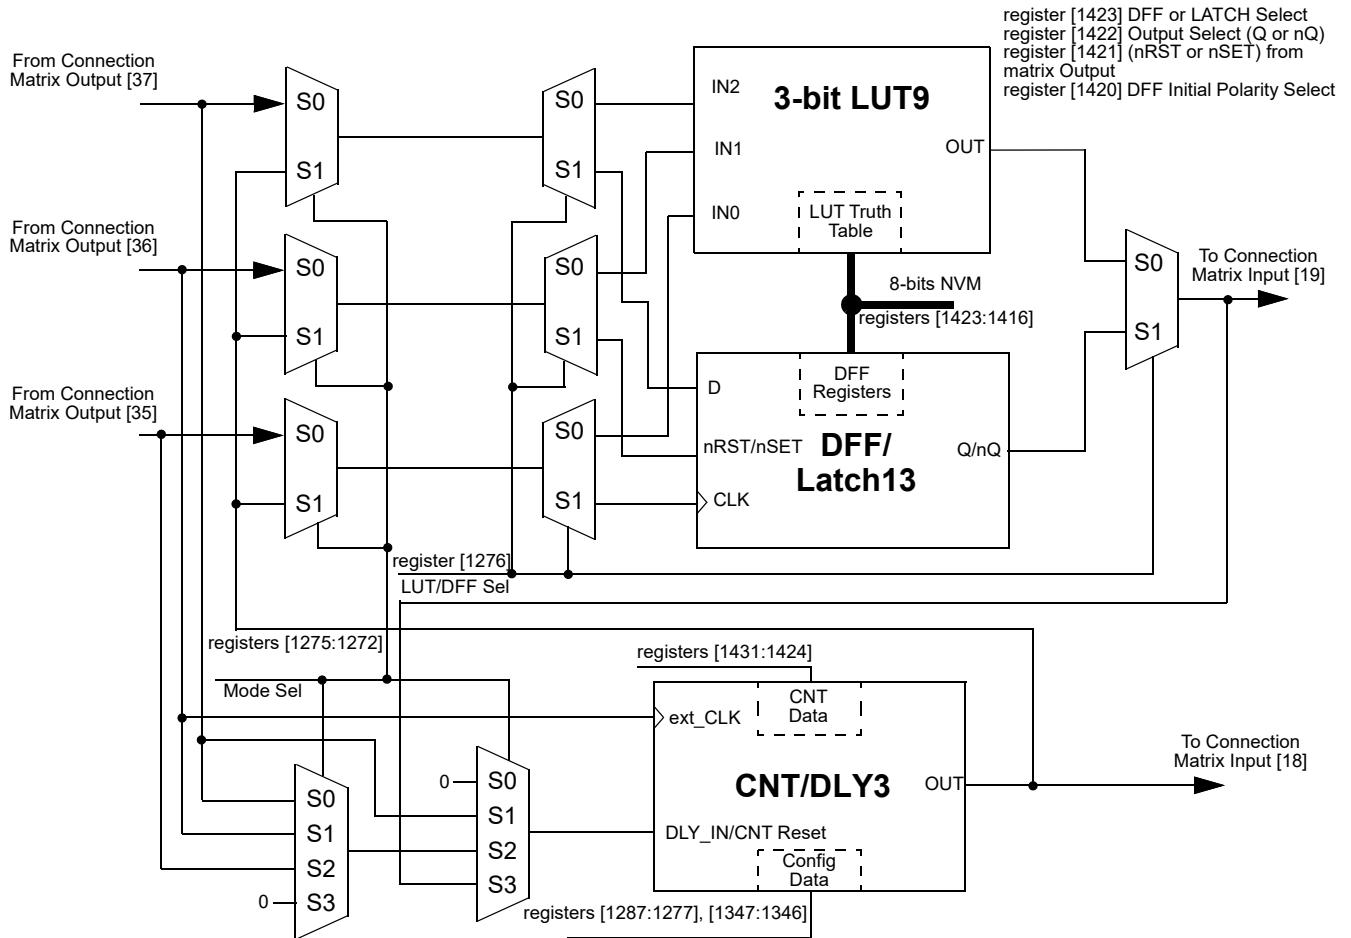 register [1423] DFF or LATCH Select
register [1422] Output Select (Q or nQ)
register [1421] (nRST or nSET) from
matrix Output
register [1420] DFF Initial Polarity Select
From Connection
Matrix Output [37]
S0
S1
S0
S1
IN2
IN1
IN0
3-bit LUT9
OUT
LUT Truth
Table
From Connection
Matrix Output [36]
S0
S1
S0
S1
8-bits NVM
registers [1423:1416]
S0
S1
To Connection
Matrix Input [19]
From Connection
Matrix Output [35]
S0
S1
S0
S1
DFF
Registers
D
nRST/nSET
CLK
DFF/
Latch13
Q/nQ
register [1276]
LUT/DFF Sel
registers [1275:1272]
Mode Sel
registers [1431:1424]
CNT
Data
ext_CLK
CNT/DLY3
OUT
To Connection
Matrix Input [18]
DLY_IN/CNT Reset
Config
Data
0
S0
S1
S2
S3
S0
S1
S2
0
S3
registers [1287:1277], [1347:1346]